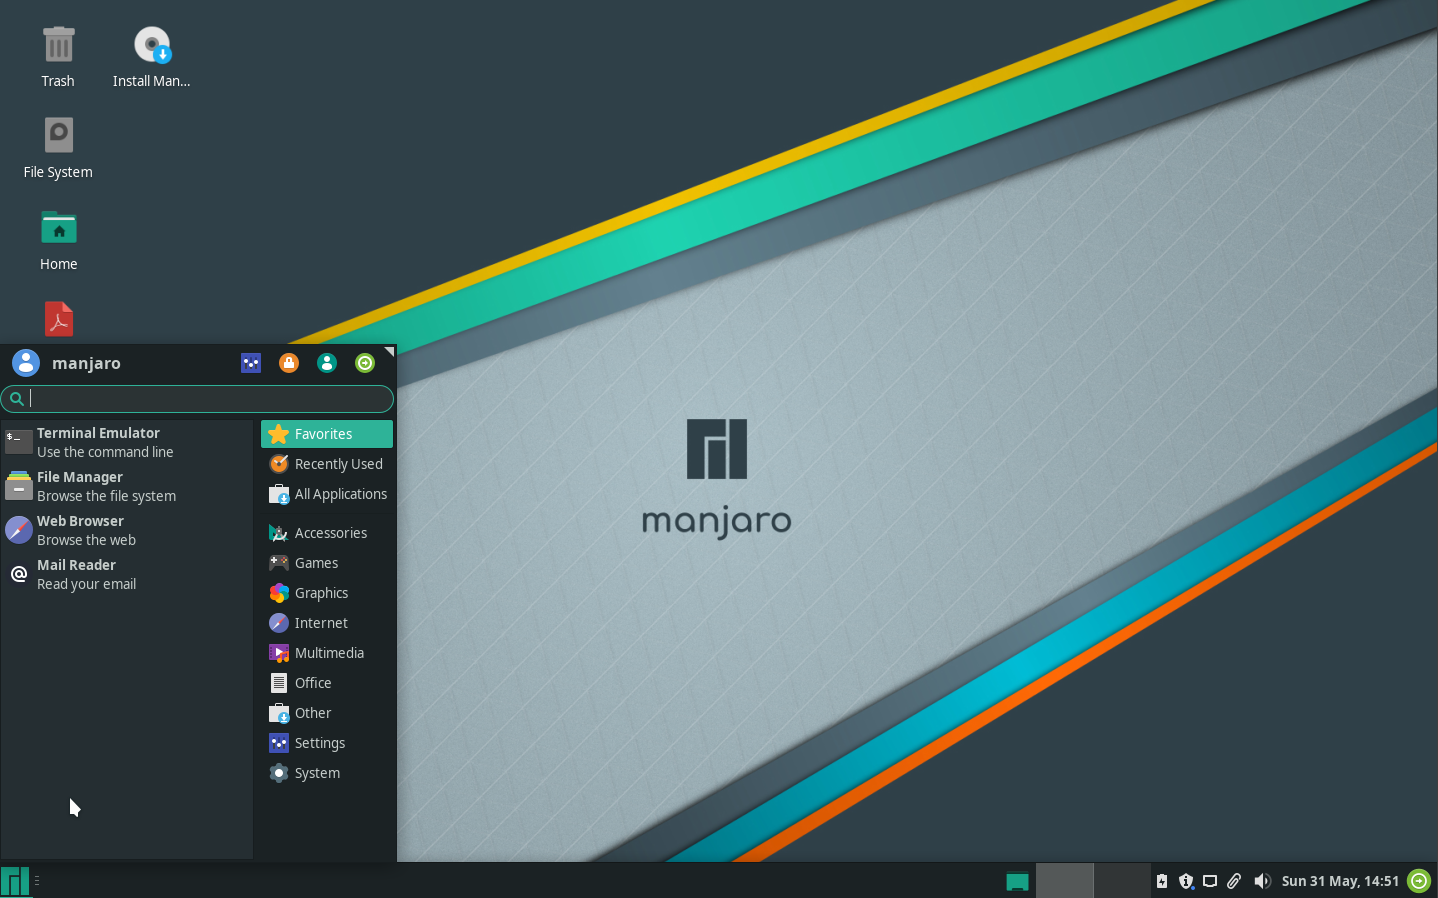 Trash
Install Man...
File System
Home
manjaro
Terminal Emulator
Use the command line
File Manager
Browse the file system
Web Browser
Browse the web
Mail Reader
Read your email
Favorites
Recently Used
All Applications
Accessories
Games
Graphics
Internet
Multimedia
Office
Other
Settings
System
manjaro
Sun 31 May, 14:51